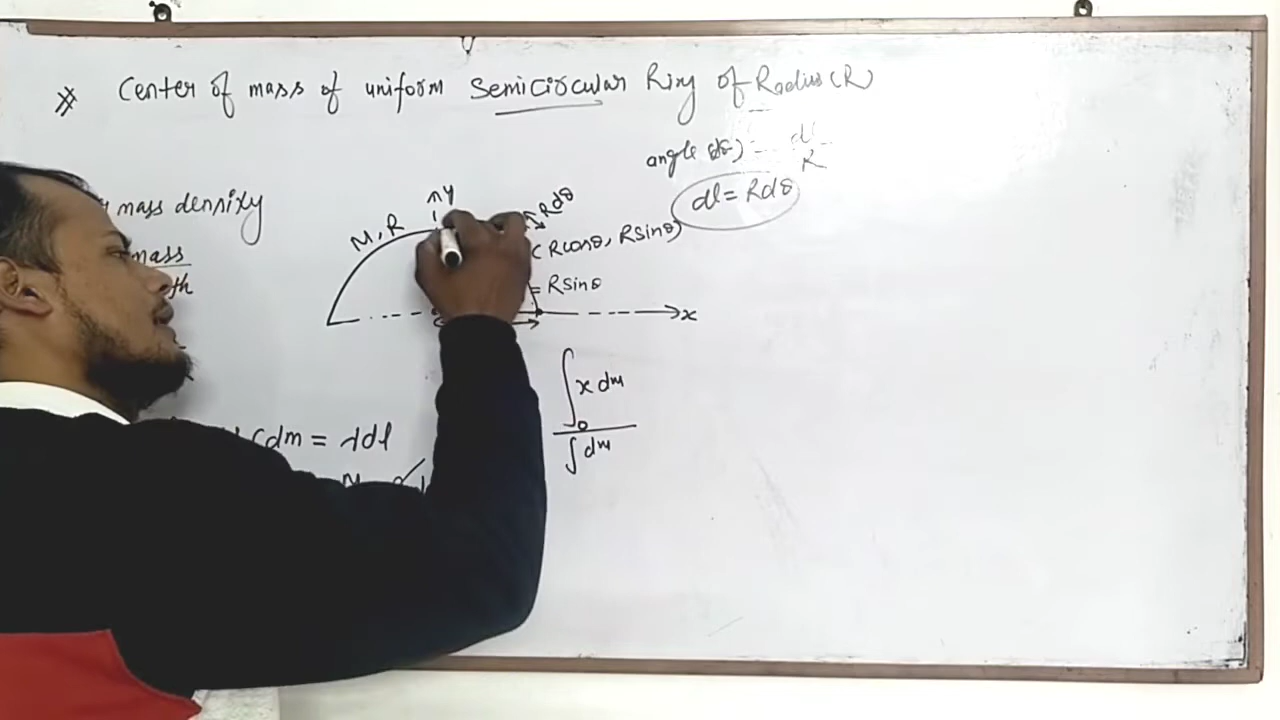 * Center of mass of uniform Semicircular Ring of Radius (R)
angle (dθ) = dl/R
dl = Rdθ
mass density
mass
M, R
y
Rdθ
(Rcosθ, Rsinθ)
= Rsinθ
x
∫₀ x dm
∫ dm
dm = λdl
M